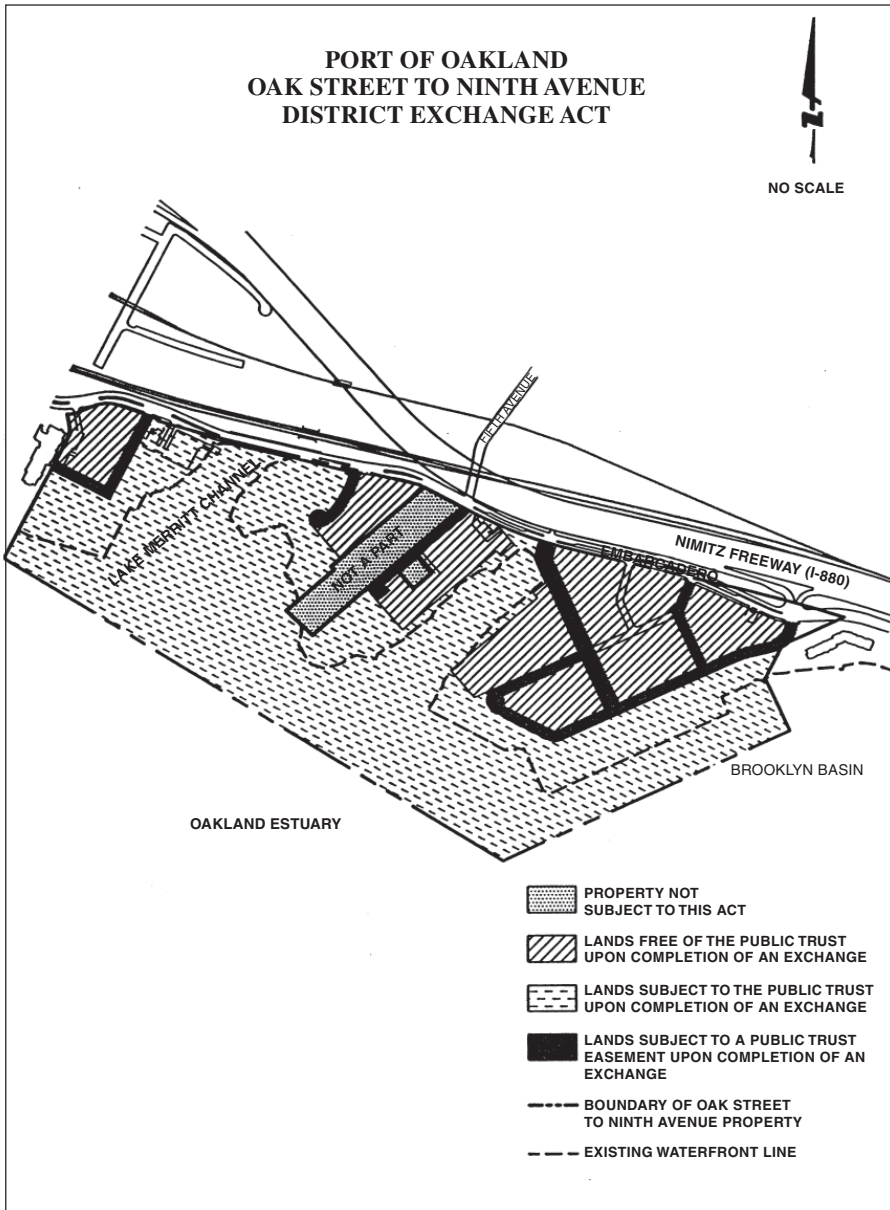 PORT OF OAKLAND
OAK STREET TO NINTH AVENUE
DISTRICT EXCHANGE ACT
N
NO SCALE
FIFTH AVENUE
LAKE MERRITT CHANNEL
NOT A PART
EMBARCADERO
NIMITZ FREEWAY (I-880)
BROOKLYN BASIN
OAKLAND ESTUARY
PROPERTY NOT
SUBJECT TO THIS ACT
LANDS FREE OF THE PUBLIC TRUST
UPON COMPLETION OF AN EXCHANGE
LANDS SUBJECT TO THE PUBLIC TRUST
UPON COMPLETION OF AN EXCHANGE
LANDS SUBJECT TO A PUBLIC TRUST
EASEMENT UPON COMPLETION OF AN
EXCHANGE
BOUNDARY OF OAK STREET
TO NINTH AVENUE PROPERTY
EXISTING WATERFRONT LINE